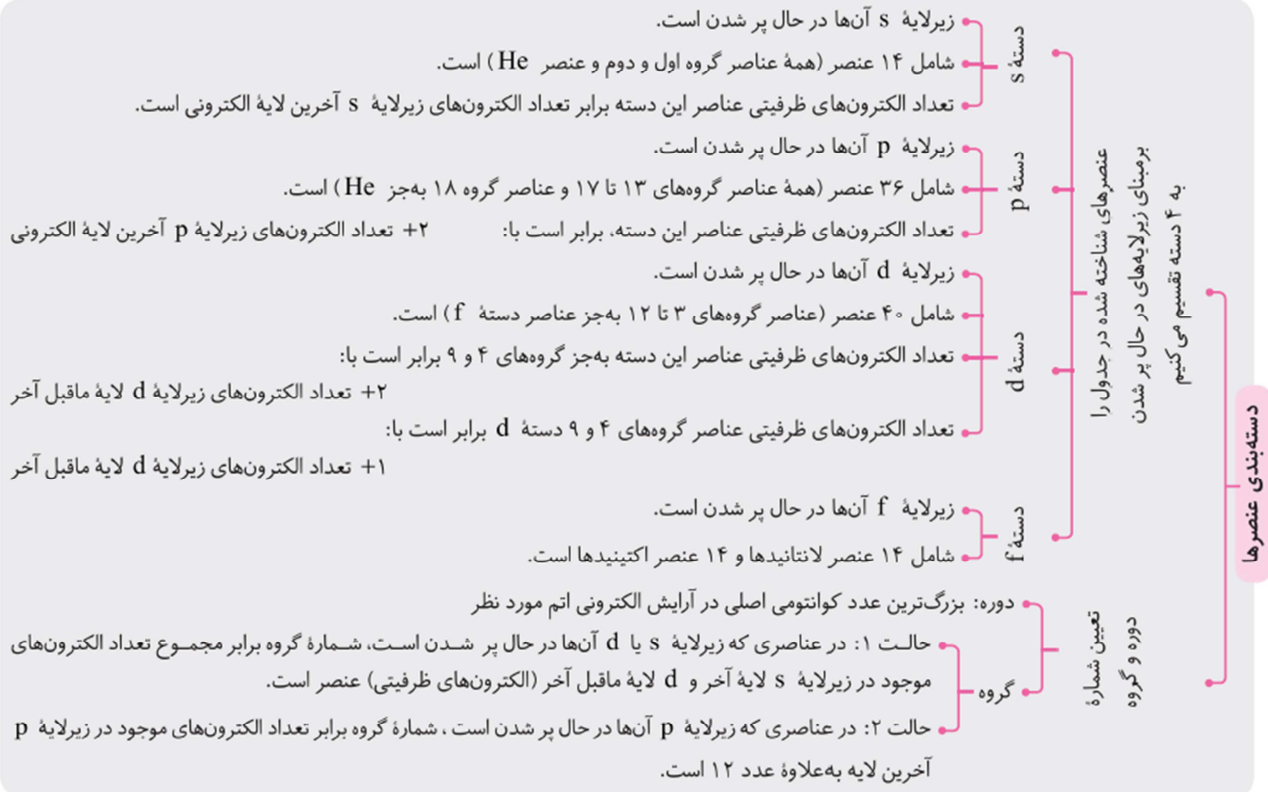 دسته‌بندی عنصرها
عنصرهای شناخته شده در جدول را
برمبنای زیرلایه‌های در حال پر شدن
به ۴ دسته تقسیم می‌کنیم
دستهٔ s
زیرلایهٔ s آن‌ها در حال پر شدن است.
شامل ۱۴ عنصر (همهٔ عناصر گروه اول و دوم و عنصر He) است.
تعداد الکترون‌های ظرفیتی عناصر این دسته برابر تعداد الکترون‌های زیرلایهٔ s آخرین لایهٔ الکترونی است.
دستهٔ p
زیرلایهٔ p آن‌ها در حال پر شدن است.
شامل ۳۶ عنصر (همهٔ عناصر گروه‌های ۱۳ تا ۱۷ و عناصر گروه ۱۸ به‌جز He) است.
تعداد الکترون‌های ظرفیتی عناصر این دسته، برابر است با: ۲+ تعداد الکترون‌های زیرلایهٔ p آخرین لایهٔ الکترونی
دستهٔ d
زیرلایهٔ d آن‌ها در حال پر شدن است.
شامل ۴۰ عنصر (عناصر گروه‌های ۳ تا ۱۲ به‌جز عناصر دستهٔ f) است.
تعداد الکترون‌های ظرفیتی عناصر این دسته به‌جز گروه‌های ۴ و ۹ برابر است با:
۲+ تعداد الکترون‌های زیرلایهٔ d لایهٔ ماقبل آخر
تعداد الکترون‌های ظرفیتی عناصر گروه‌های ۴ و ۹ دستهٔ d برابر است با:
۱+ تعداد الکترون‌های زیرلایهٔ d لایهٔ ماقبل آخر
دستهٔ f
زیرلایهٔ f آن‌ها در حال پر شدن است.
شامل ۱۴ عنصر لانتانیدها و ۱۴ عنصر اکتینیدها است.
تعیین شمارهٔ
دوره و گروه
دوره: بزرگ‌ترین عدد کوانتومی اصلی در آرایش الکترونی اتم مورد نظر
گروه
حالت ۱: در عناصری که زیرلایهٔ s یا d آن‌ها در حال پر شدن است، شمارهٔ گروه برابر مجموع تعداد الکترون‌های
موجود در زیرلایهٔ s لایهٔ آخر و d لایهٔ ماقبل آخر (الکترون‌های ظرفیتی) عنصر است.
حالت ۲: در عناصری که زیرلایهٔ p آن‌ها در حال پر شدن است، شمارهٔ گروه برابر تعداد الکترون‌های موجود در زیرلایهٔ p
آخرین لایه به‌علاوهٔ عدد ۱۲ است.